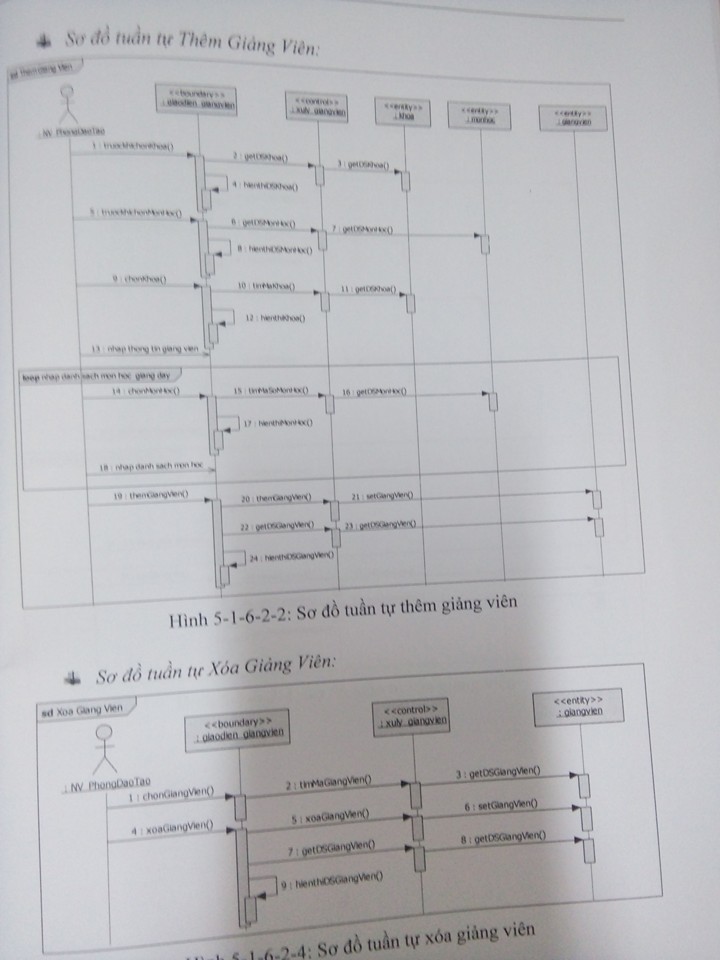 Sơ đồ tuần tự Thêm Giảng Viên:
sd Them Giang Vien
<<boundary>>
: giaodien_giangvien
<<control>>
: xuly_giangvien
<<entity>>
: khoa
<<entity>>
: monhoc
<<entity>>
: giangvien
: NV_PhongDaoTao
1 : truockhichonKhoa()
2 : getDSKhoa()
3 : getDSKhoa()
4 : hienthiDSKhoa()
5 : truockhichonMonHoc()
6 : getDSMonHoc()
7 : getDSMonHoc()
8 : hienthiDSMonHoc()
9 : chonKhoa()
10 : timMaKhoa()
11 : getDSKhoa()
12 : hienthiKhoa()
13 : nhap thong tin giang vien
loop nhap danh sach mon hoc giang day
14 : chonMonHoc()
15 : timMaSoMonHoc()
16 : getDSMonHoc()
17 : hienthiMonHoc()
18 : nhap danh sach mon hoc
19 : themGiangVien()
20 : themGiangVien()
21 : setGiangVien()
22 : getDSGiangVien()
23 : getDSGiangVien()
24 : hienthiDSGiangVien()
Hình 5-1-6-2-2: Sơ đồ tuần tự thêm giảng viên
Sơ đồ tuần tự Xóa Giảng Viên:
sd Xoa Giang Vien
<<boundary>>
: giaodien_giangvien
<<control>>
: xuly_giangvien
<<entity>>
: giangvien
: NV_PhongDaoTao
1 : chonGiangVien()
2 : timMaGiangVien()
3 : getDSGiangVien()
4 : xoaGiangVien()
5 : xoaGiangVien()
6 : setGiangVien()
7 : getDSGiangVien()
8 : getDSGiangVien()
9 : hienthiDSGiangVien()
Hình 5-1-6-2-4: Sơ đồ tuần tự xóa giảng viên